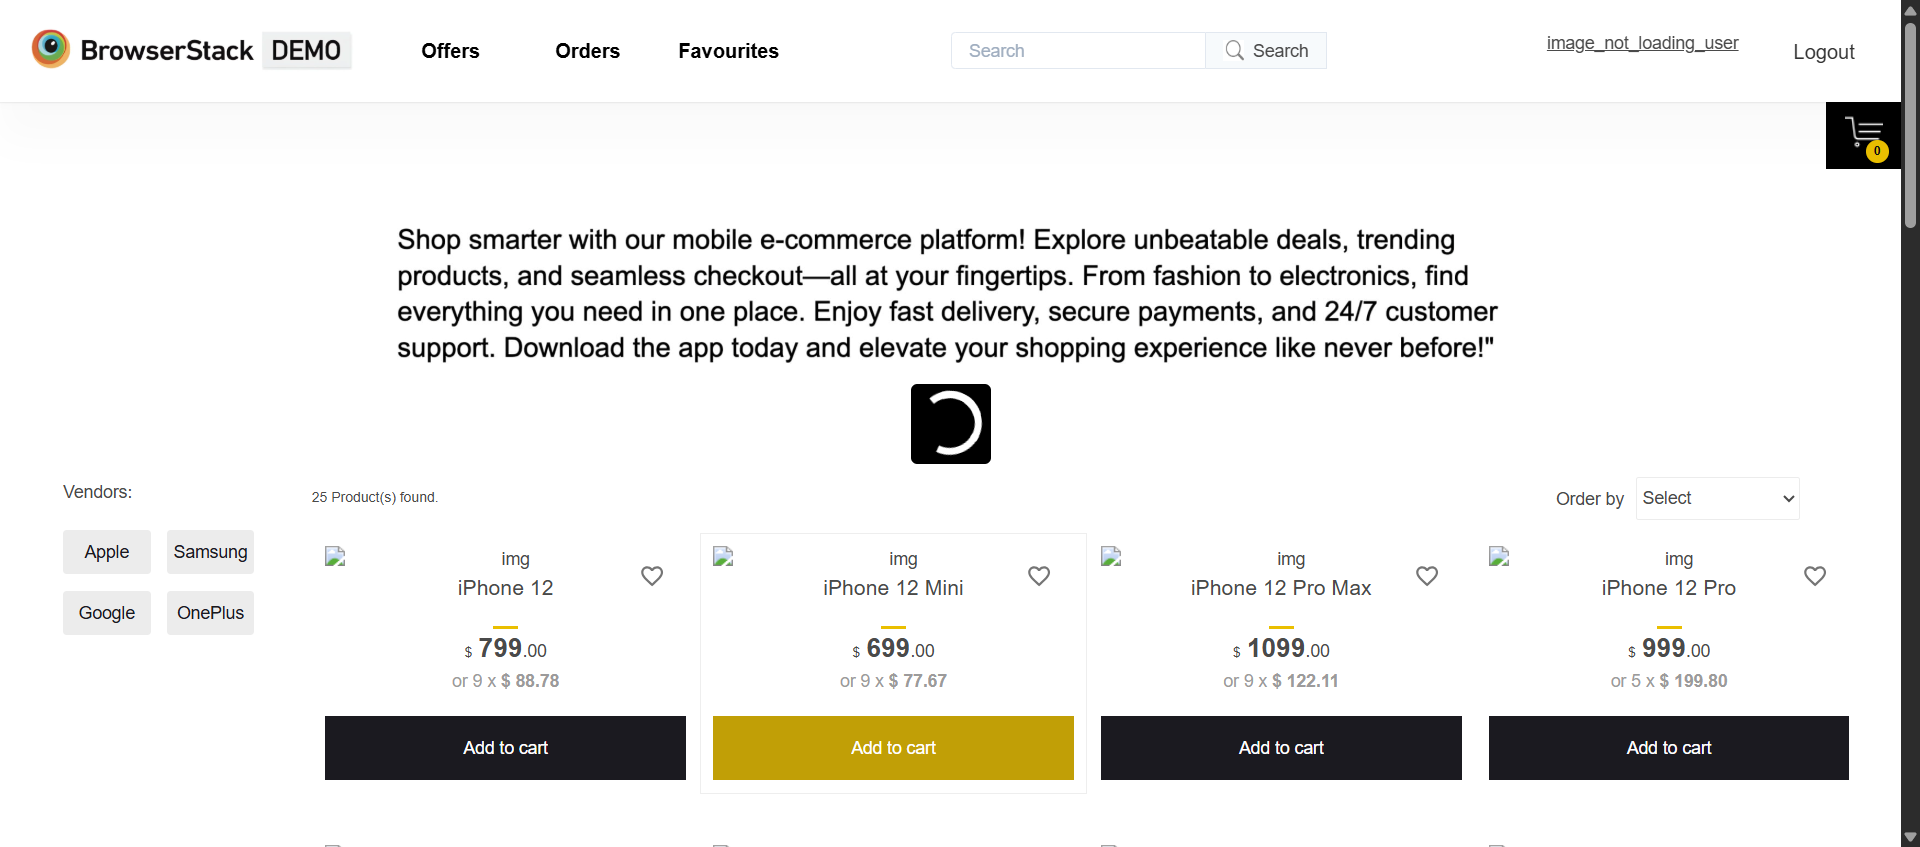 BrowserStack DEMO
Offers
Orders
Favourites
Search
Search
image_not_loading_user
Logout
0
Shop smarter with our mobile e-commerce platform! Explore unbeatable deals, trending
products, and seamless checkout—all at your fingertips. From fashion to electronics, find
everything you need in one place. Enjoy fast delivery, secure payments, and 24/7 customer
support. Download the app today and elevate your shopping experience like never before!"
Vendors:
Apple
Samsung
Google
OnePlus
25 Product(s) found.
Order by
Select
img
iPhone 12
$ 799.00
or 9 x $ 88.78
Add to cart
img
iPhone 12 Mini
$ 699.00
or 9 x $ 77.67
Add to cart
img
iPhone 12 Pro Max
$ 1099.00
or 9 x $ 122.11
Add to cart
img
iPhone 12 Pro
$ 999.00
or 5 x $ 199.80
Add to cart